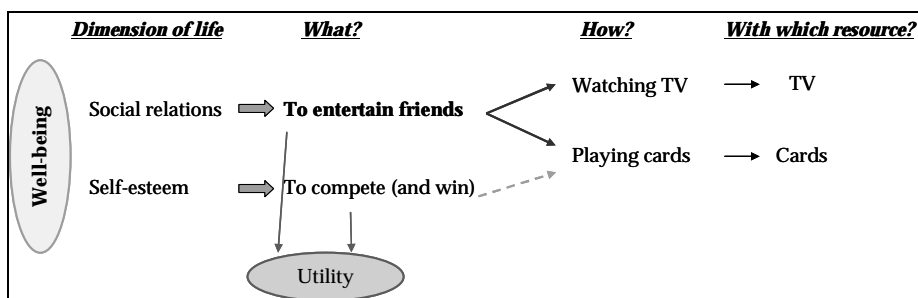 Dimension of life What? How? With which resource?
Well-being
Watching TV TV
Social relations To entertain friends
Playing cards Cards
Self-esteem To compete (and win)
Utility